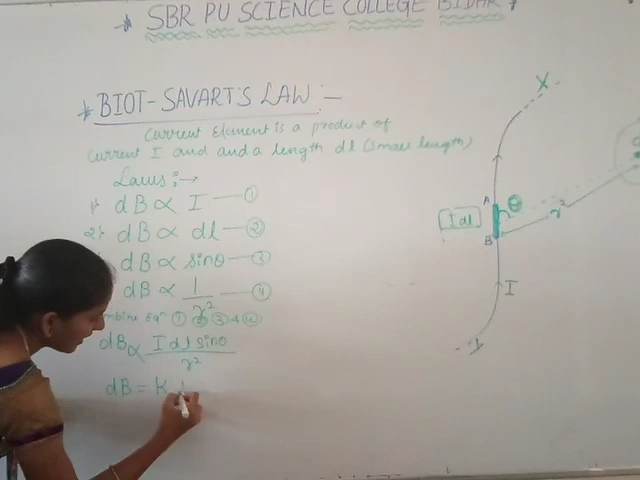 * SBR PU SCIENCE COLLEGE BIDAR *
* BIOT-SAVART'S LAW :-
Current Element is a product of
current I and and a length dl (small length)
Laws :->
1) dB ∝ I — ①
2) dB ∝ dl — ②
dB ∝ sinθ — ③
dB ∝ 1/r² — ④
mbine Eqⁿ ① ② ③ & ④
dB ∝ I dl sinθ / r²
dB = K I
X
A
θ
I dl
r
B
I
Y